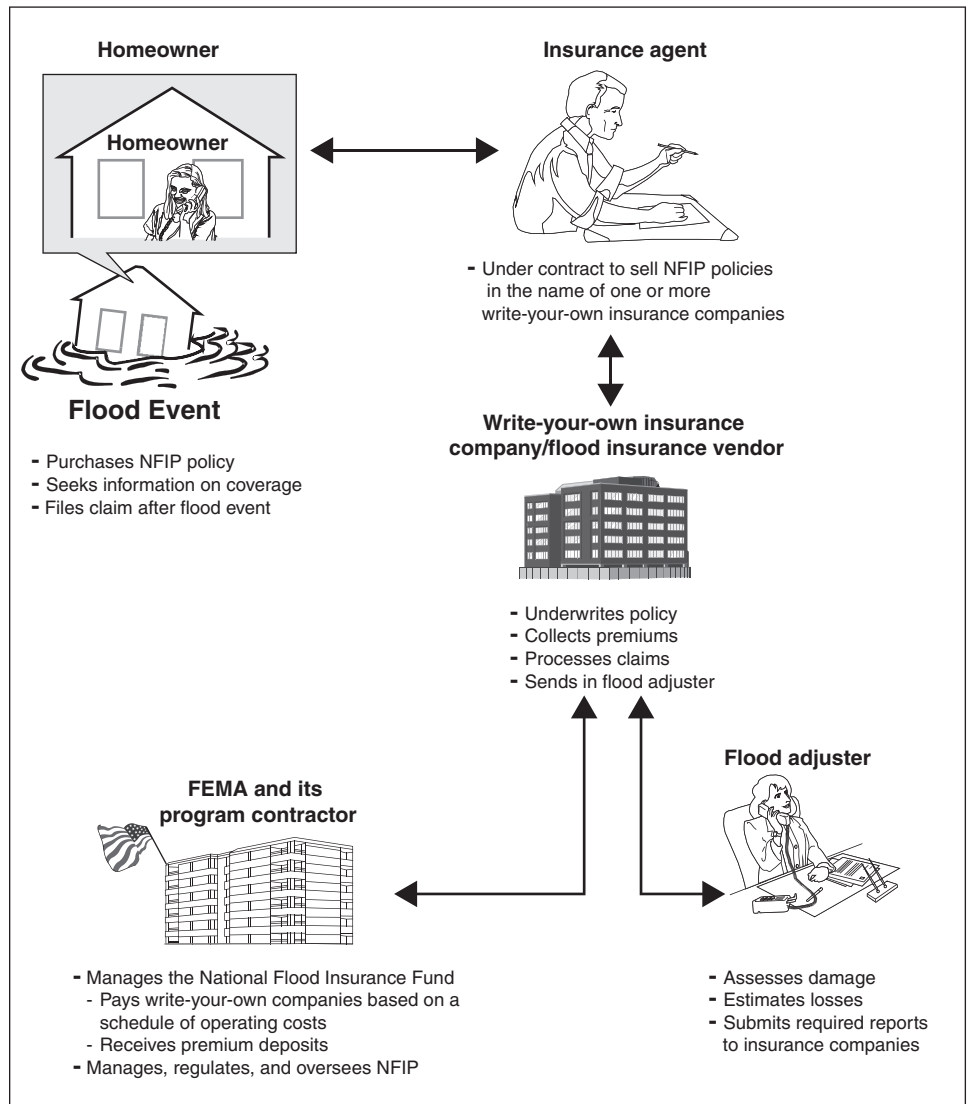 Homeowner
Homeowner
Flood Event
- Purchases NFIP policy
- Seeks information on coverage
- Files claim after flood event
Insurance agent
- Under contract to sell NFIP policies
in the name of one or more
write-your-own insurance companies
Write-your-own insurance
company/flood insurance vendor
- Underwrites policy
- Collects premiums
- Processes claims
- Sends in flood adjuster
FEMA and its
program contractor
- Manages the National Flood Insurance Fund
- Pays write-your-own companies based on a
schedule of operating costs
- Receives premium deposits
- Manages, regulates, and oversees NFIP
Flood adjuster
- Assesses damage
- Estimates losses
- Submits required reports
to insurance companies